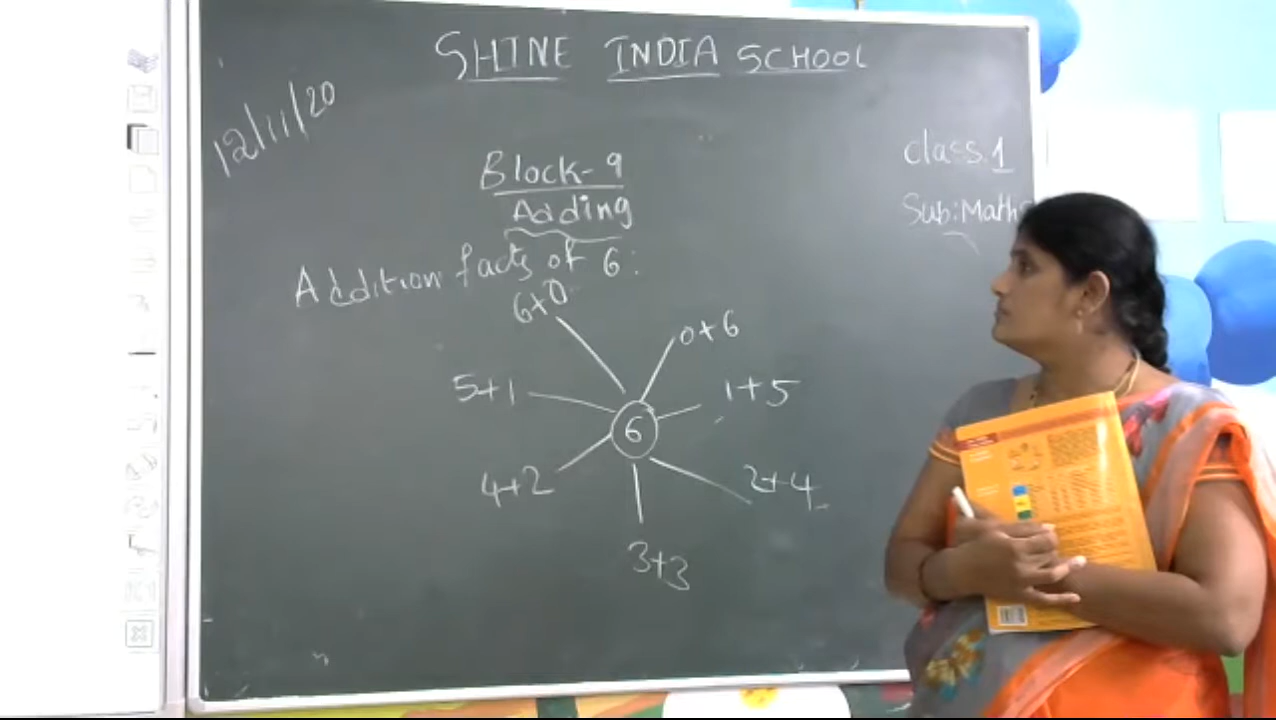 SHINE INDIA SCHOOL
12/11/20
Block-9
class.1
Adding
Sub:Maths
Addition facts of 6:
6+0
0+6
5+1
1+5
6
4+2
2+4
3+3